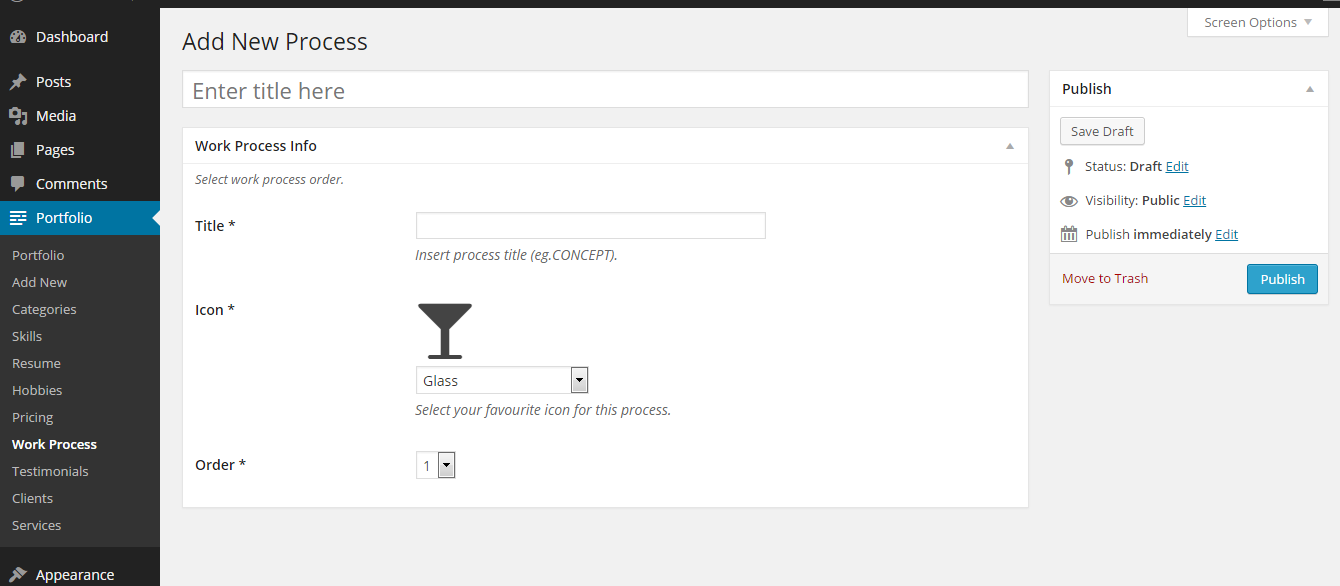 Screen Options
Dashboard
Posts
Media
Pages
Comments
Portfolio
Portfolio
Add New
Categories
Skills
Resume
Hobbies
Pricing
Work Process
Testimonials
Clients
Services
Appearance
Add New Process
Enter title here
Work Process Info
Select work process order.
Title *
Insert process title (eg.CONCEPT).
Icon *
Glass
Select your favourite icon for this process.
Order *
1
Publish
Save Draft
Status: Draft Edit
Visibility: Public Edit
Publish immediately Edit
Move to Trash
Publish